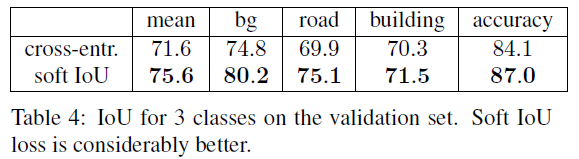 mean bg road building accuracy
cross-entr. 71.6 74.8 69.9 70.3 84.1
soft IoU 75.6 80.2 75.1 71.5 87.0
Table 4: IoU for 3 classes on the validation set. Soft IoU
loss is considerably better.